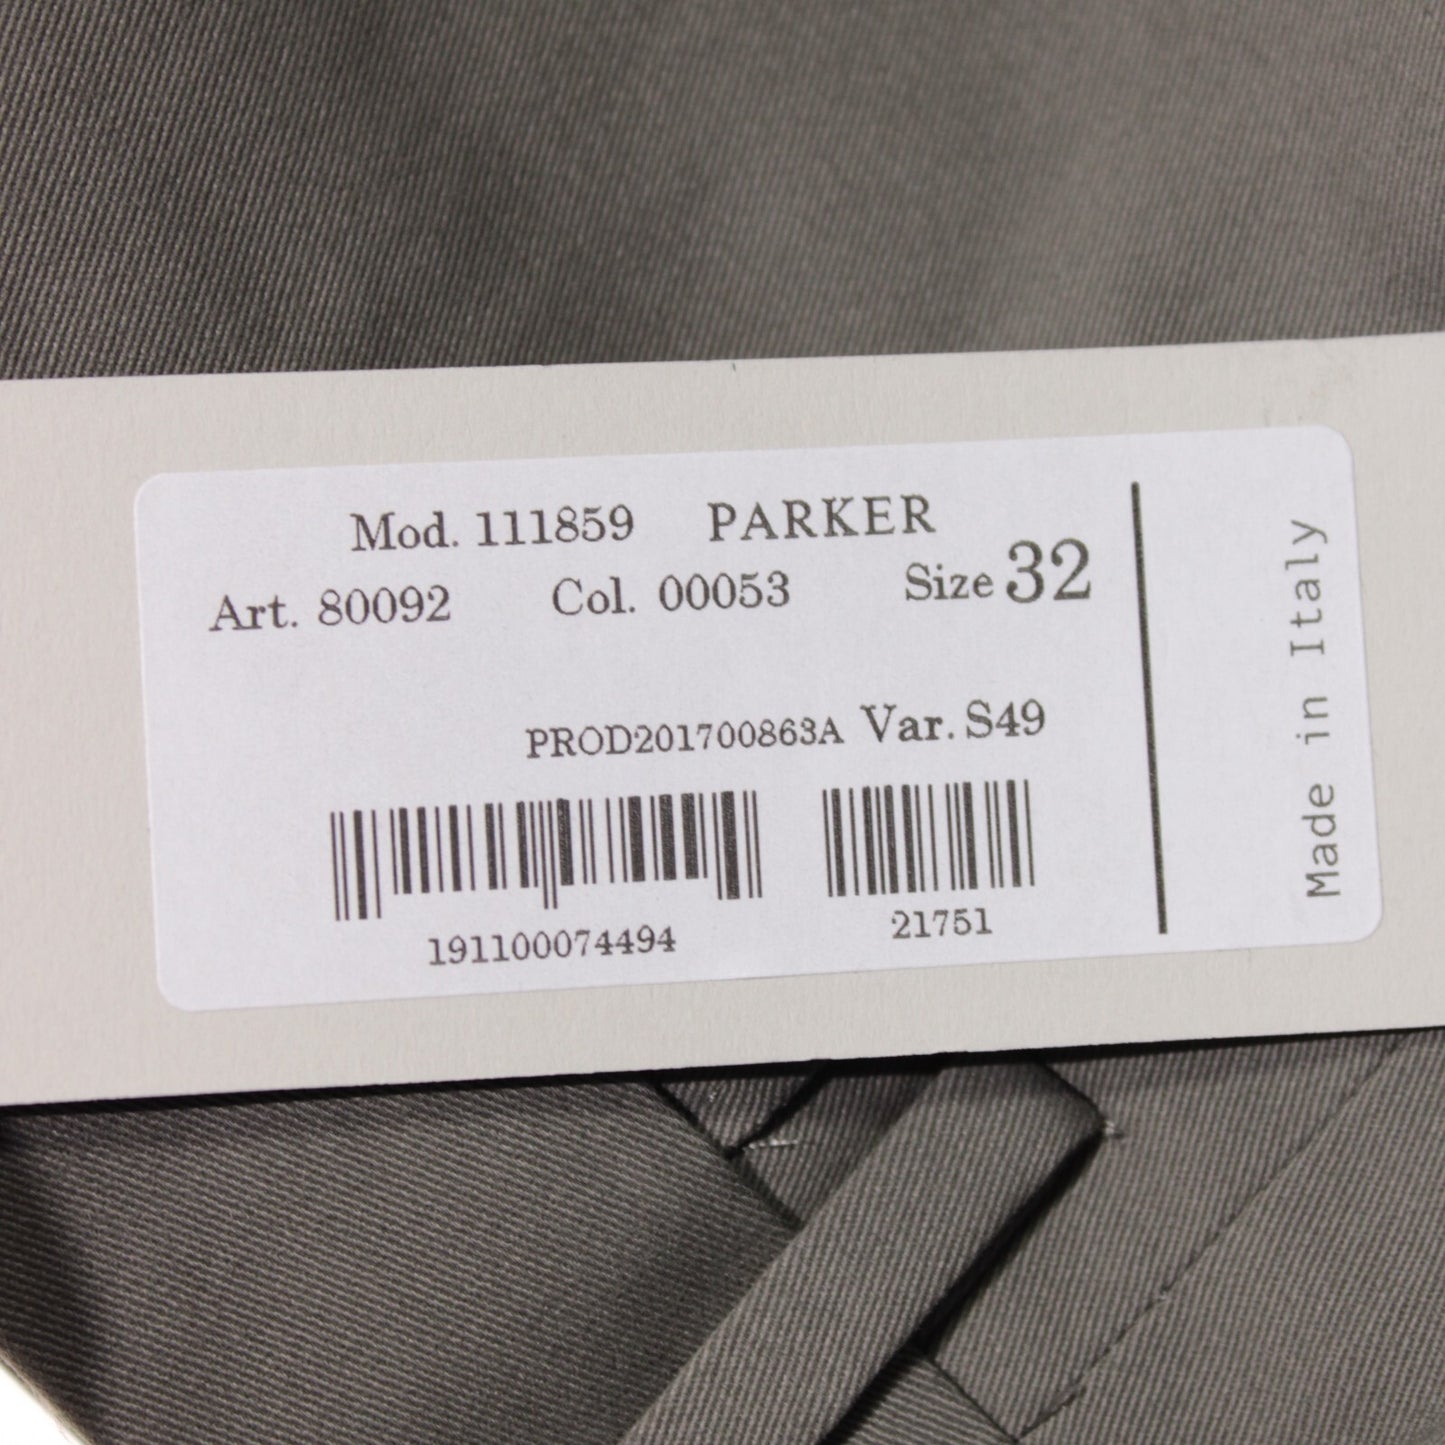 Mod. 111859 PARKER
Art. 80092 Col. 00053 Size 32
PROD201700863A Var. S49
191100074494 21751
Made in Italy